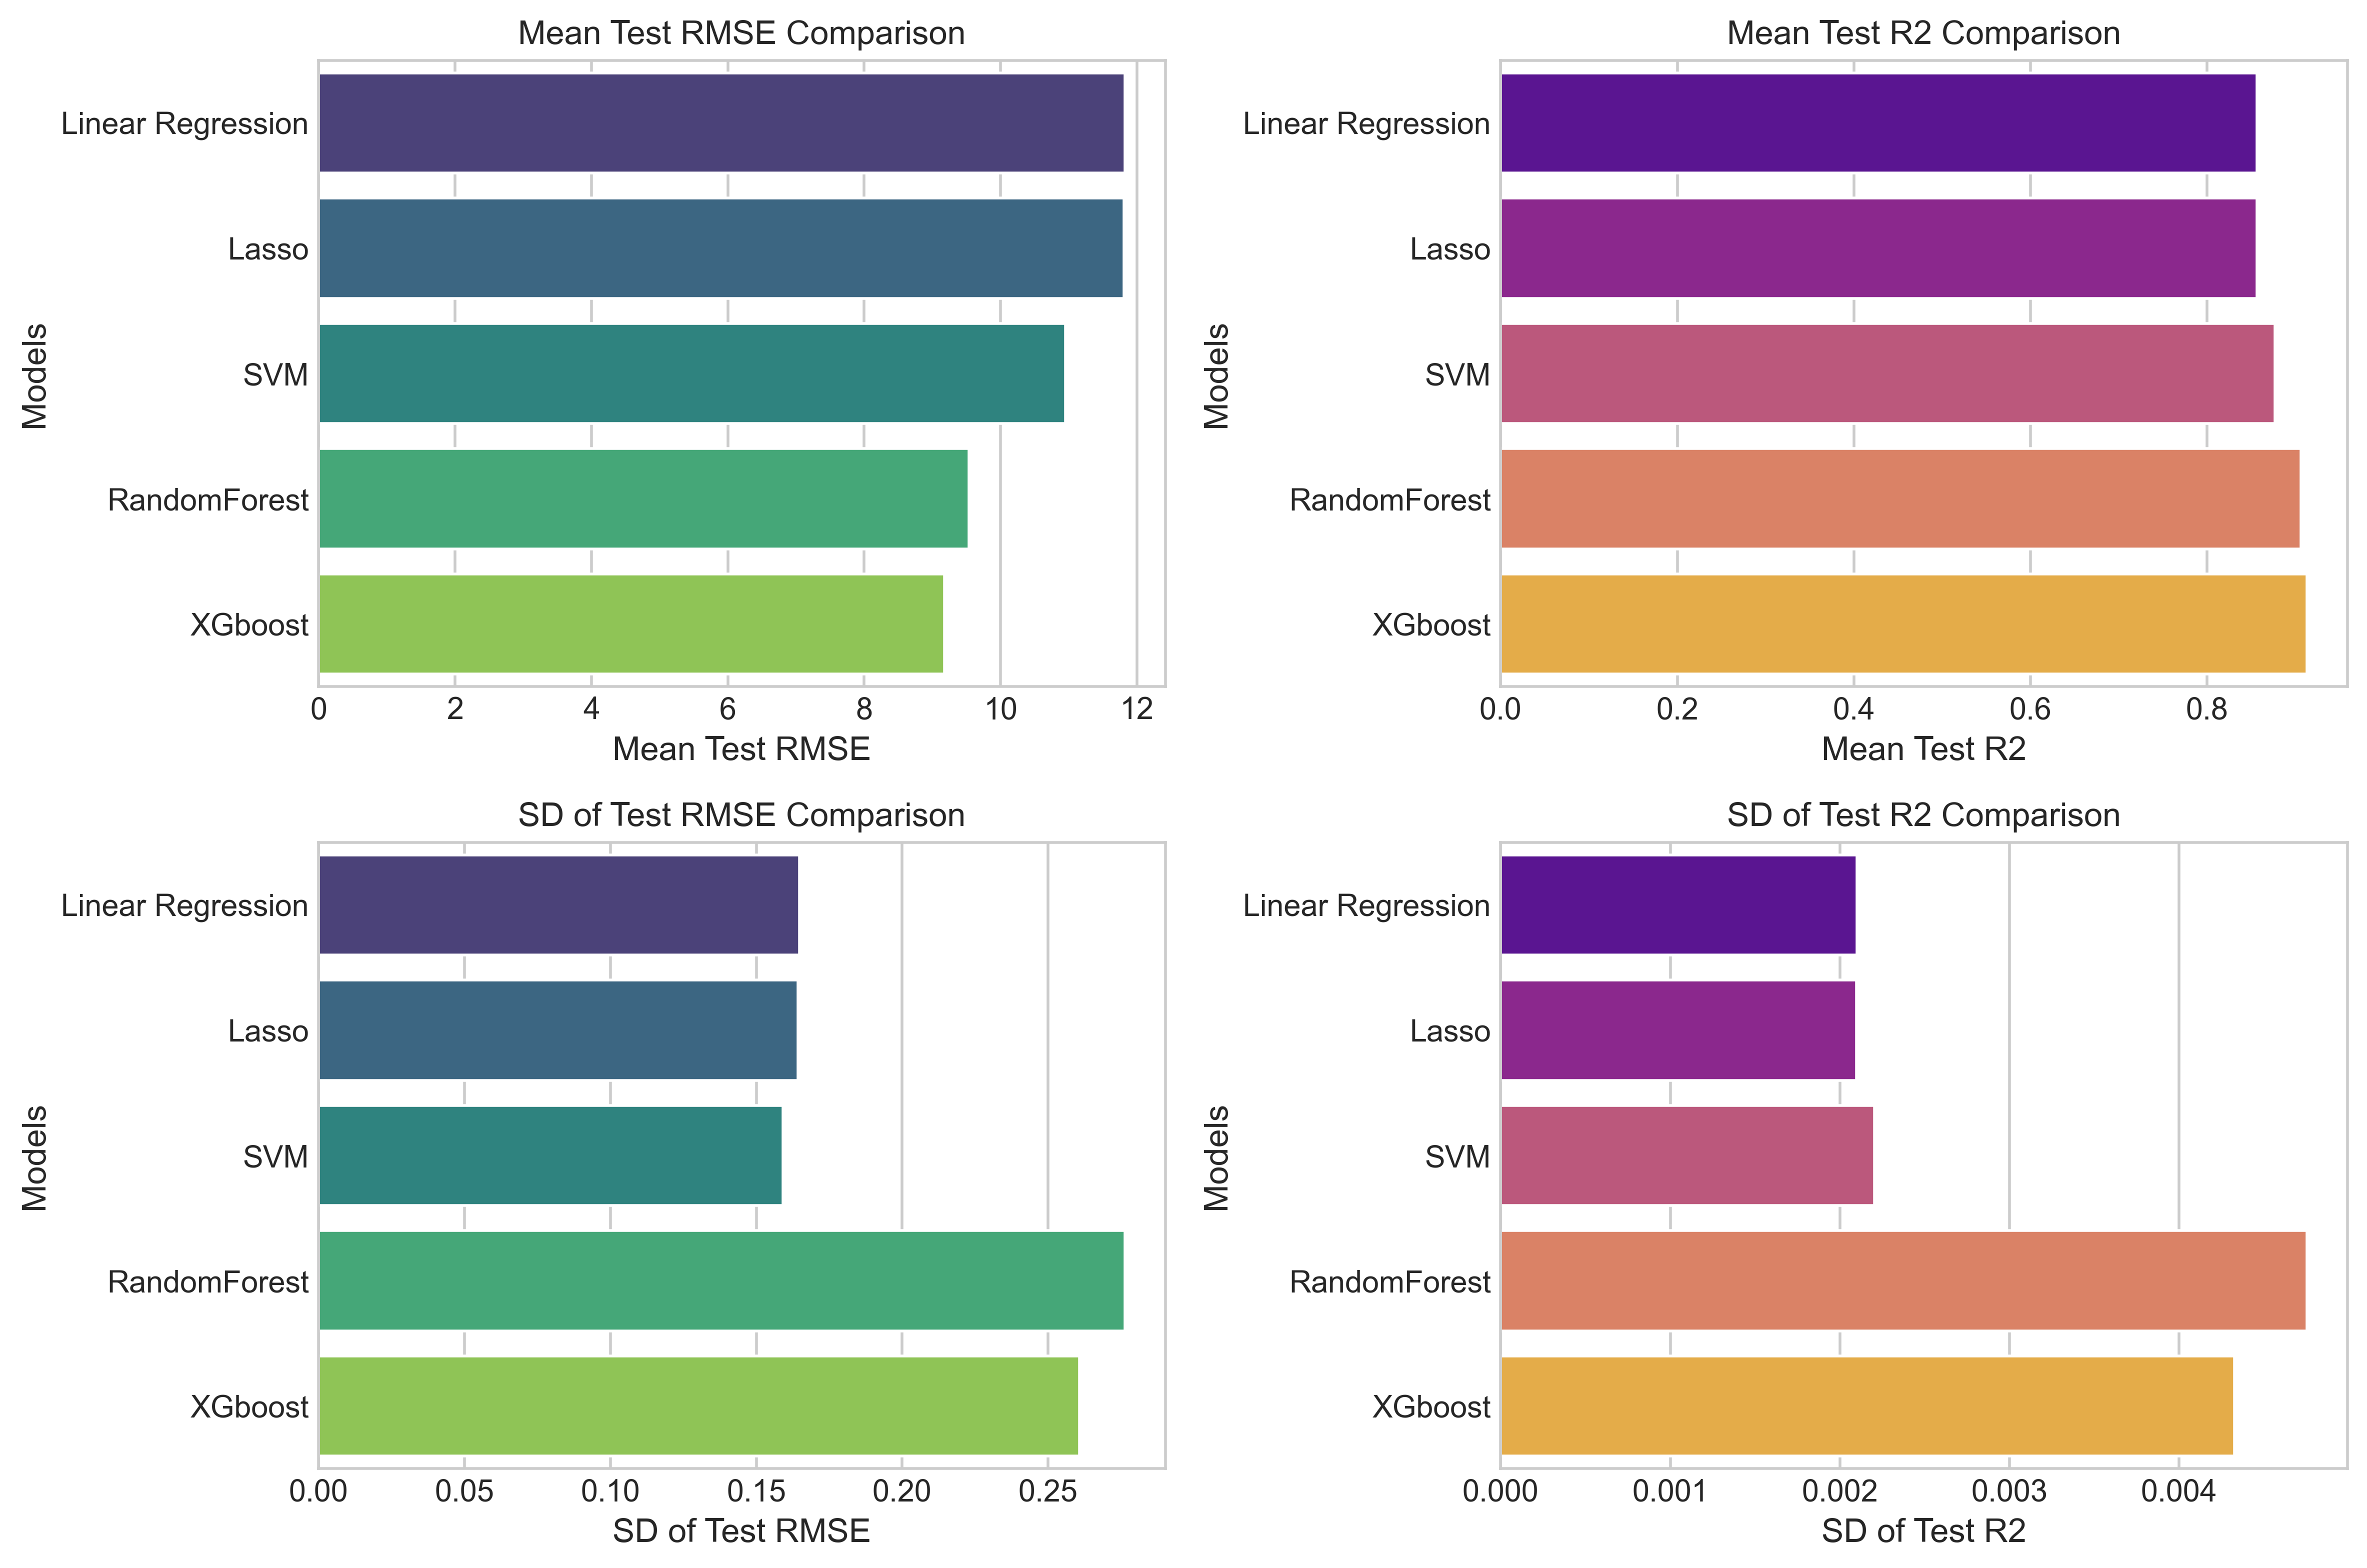 Mean Test RMSE Comparison
Models
Linear Regression
Lasso
SVM
RandomForest
XGboost
0 2 4 6 8 10 12
Mean Test RMSE
Mean Test R2 Comparison
Models
Linear Regression
Lasso
SVM
RandomForest
XGboost
0.0 0.2 0.4 0.6 0.8
Mean Test R2
SD of Test RMSE Comparison
Models
Linear Regression
Lasso
SVM
RandomForest
XGboost
0.00 0.05 0.10 0.15 0.20 0.25
SD of Test RMSE
SD of Test R2 Comparison
Models
Linear Regression
Lasso
SVM
RandomForest
XGboost
0.000 0.001 0.002 0.003 0.004
SD of Test R2